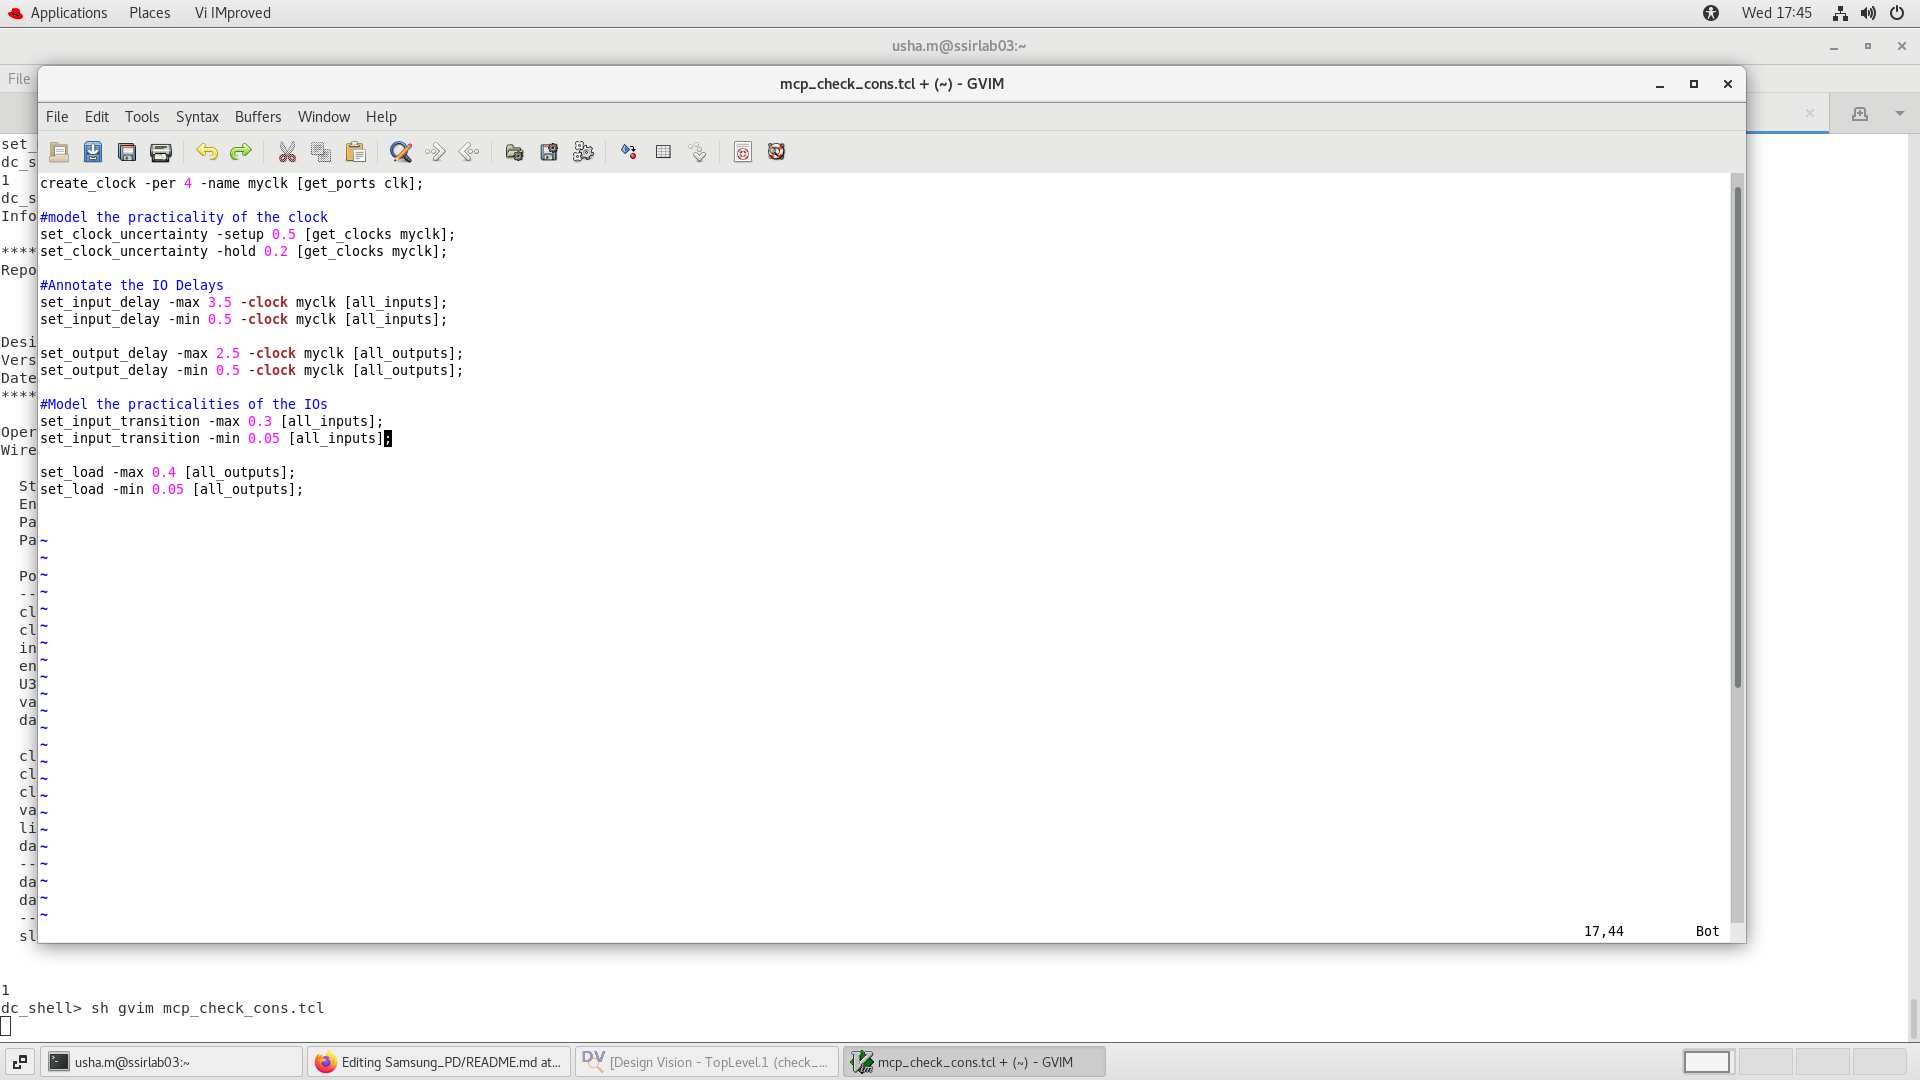 Applications Places Vi IMproved Wed 17:45
usha.m@ssirlab03:~
File
mcp_check_cons.tcl + (~) - GVIM
File Edit Tools Syntax Buffers Window Help
create_clock -per 4 -name myclk [get_ports clk];
#model the practicality of the clock
set_clock_uncertainty -setup 0.5 [get_clocks myclk];
set_clock_uncertainty -hold 0.2 [get_clocks myclk];
#Annotate the IO Delays
set_input_delay -max 3.5 -clock myclk [all_inputs];
set_input_delay -min 0.5 -clock myclk [all_inputs];
set_output_delay -max 2.5 -clock myclk [all_outputs];
set_output_delay -min 0.5 -clock myclk [all_outputs];
#Model the practicalities of the IOs
set_input_transition -max 0.3 [all_inputs];
set_input_transition -min 0.05 [all_inputs];
set_load -max 0.4 [all_outputs];
set_load -min 0.05 [all_outputs];
17,44 Bot
set_
dc_s
1
dc_s
Info
****
Repo
Desi
Vers
Date
****
Oper
Wire
St
En
Pa
Pa
Po
--
cl
cl
in
en
U3
va
da
cl
cl
cl
va
li
da
--
da
da
--
sl
1
dc_shell> sh gvim mcp_check_cons.tcl
usha.m@ssirlab03:~ Editing Samsung_PD/README.md at... [Design Vision - TopLevel.1 (check_... mcp_check_cons.tcl + (~) - GVIM